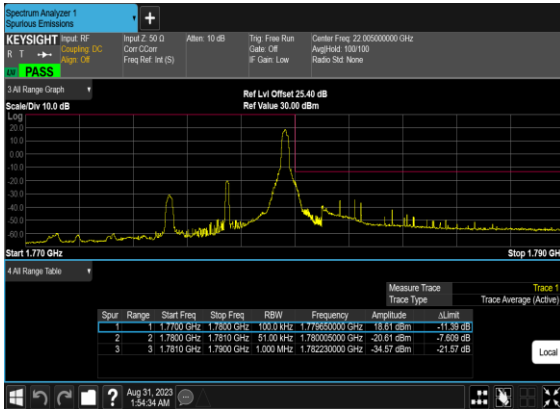 Spectrum Analyzer 1
Spurious Emissions
+
KEYSIGHT
R T
LXI PASS
Input: RF
Coupling: DC
Align: Off
Input Z: 50 Ω
Corr CCorr
Freq Ref: Int (S)
Atten: 10 dB
Trig: Free Run
Gate: Off
IF Gain: Low
Center Freq: 22.005000000 GHz
Avg|Hold: 100/100
Radio Std: None
3 All Range Graph
Scale/Div 10.0 dB
Ref Lvl Offset 25.40 dB
Ref Value 30.00 dBm
Log
20.0
10.0
0.00
-10.0
-20.0
-30.0
-40.0
-50.0
-60.0
Start 1.770 GHz
Stop 1.790 GH
4 All Range Table
Measure Trace Trace 1
Trace Type Trace Average (Active)
Spur Range Start Freq Stop Freq RBW Frequency Amplitude ΔLimit
1 1 1.7700 GHz 1.7800 GHz 100.0 kHz 1.779650000 GHz 18.61 dBm -11.39 dB
2 2 1.7800 GHz 1.7810 GHz 51.00 kHz 1.780005000 GHz -20.61 dBm -7.609 dB
3 3 1.7810 GHz 1.7900 GHz 1.000 MHz 1.782230000 GHz -34.57 dBm -21.57 dB
Local
?
Aug 31, 2023
1:54:34 AM